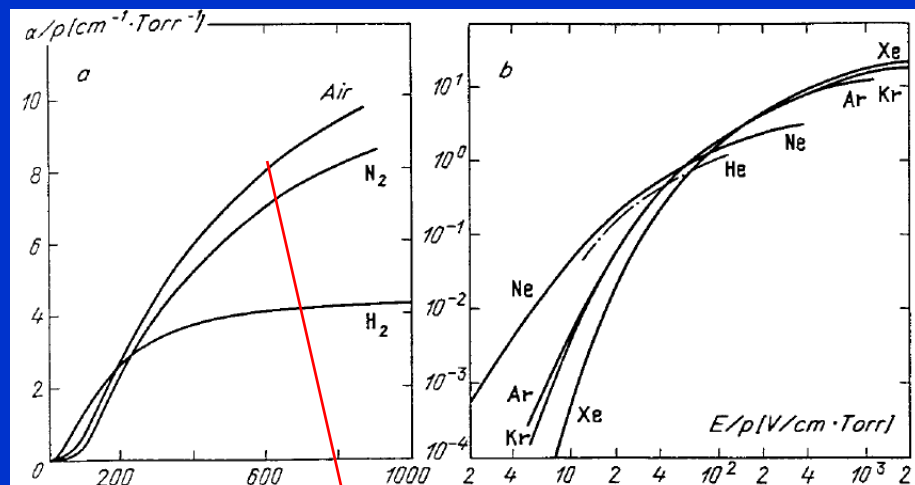 α/p[cm⁻¹·Torr⁻¹]
a
Air
N₂
H₂
10
8
6
4
2
0
200
600
1000
b
Xe
Ar Kr
Ne
He
Ne
Ar
Kr
Xe
10¹
10⁰
10⁻¹
10⁻²
10⁻³
10⁻⁴
E/p[V/cm·Torr]
2 4 10 2 4 10² 2 4 10³ 2